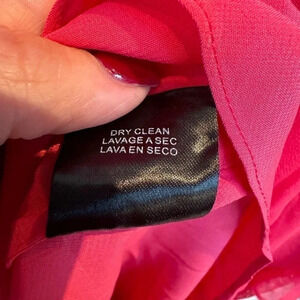 DRY CLEAN
LAVAGE A SEC
LAVA EN SECO